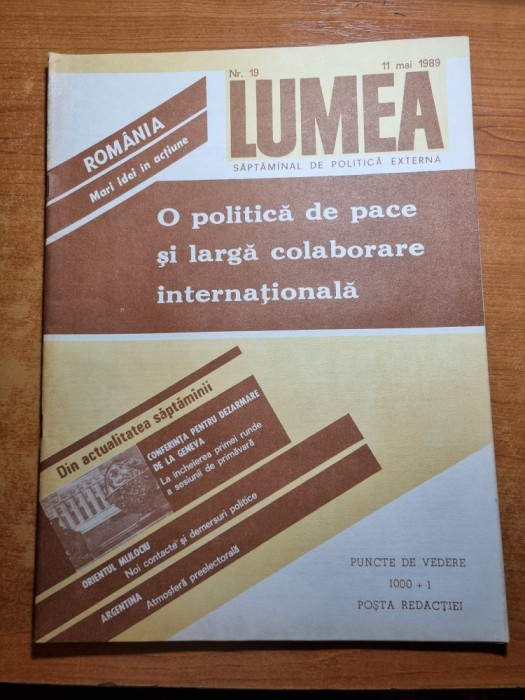 Nr. 19
11 mai 1989
LUMEA
SĂPTĂMÎNAL DE POLITICĂ EXTERNĂ
ROMÂNIA
Mari idei în acțiune
O politică de pace
și largă colaborare
internațională
Din actualitatea săptămînii
CONFERINȚA PENTRU DEZARMARE
DE LA GENEVA
La încheierea primei runde
a sesiunii de primăvară
ORIENTUL MIJLOCIU
Noi contacte și demersuri politice
ARGENTINA
Atmosferă preelectorală
PUNCTE DE VEDERE
1000 + 1
POȘTA REDACȚIEI